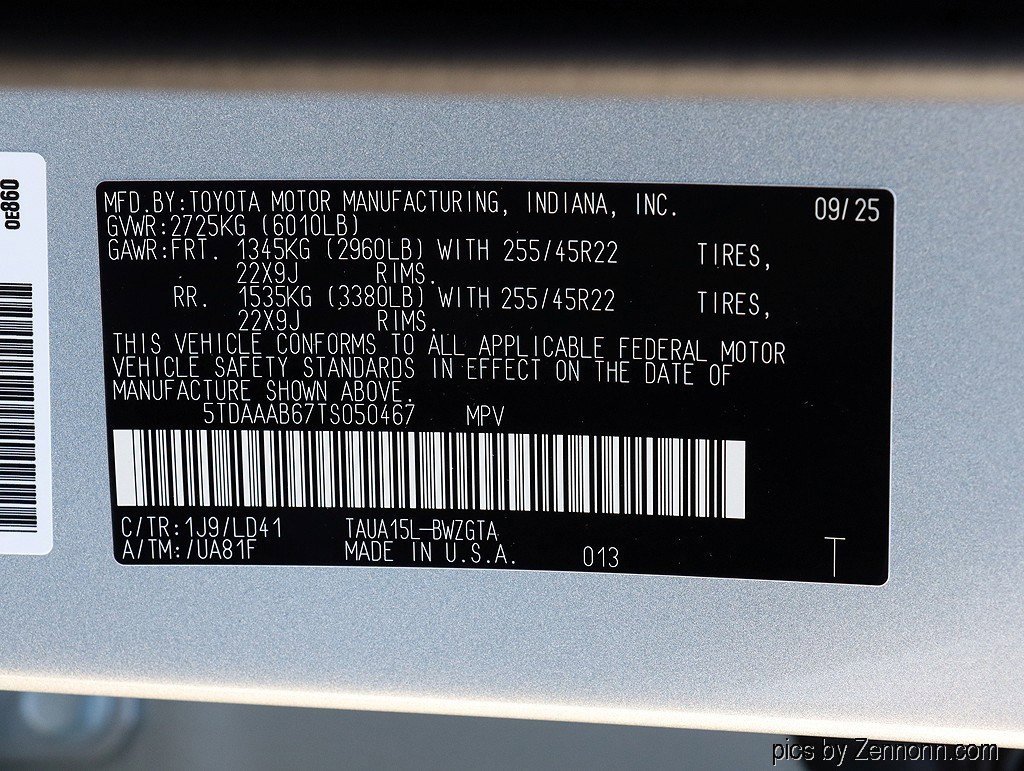 0E860
MFD.BY:TOYOTA MOTOR MANUFACTURING, INDIANA, INC. 09/25
GVWR:2725KG (6010LB)
GAWR:FRT. 1345KG (2960LB) WITH 255/45R22 TIRES,
22X9J RIMS.
RR. 1535KG (3380LB) WITH 255/45R22 TIRES,
22X9J RIMS.
THIS VEHICLE CONFORMS TO ALL APPLICABLE FEDERAL MOTOR
VEHICLE SAFETY STANDARDS IN EFFECT ON THE DATE OF
MANUFACTURE SHOWN ABOVE.
5TDAAAB67TS050467 MPV
C/TR:1J9/LD41 TAUA15L-BWZGTA
A/TM:/UA81F MADE IN U.S.A. 013 T
pics by Zennonn.com